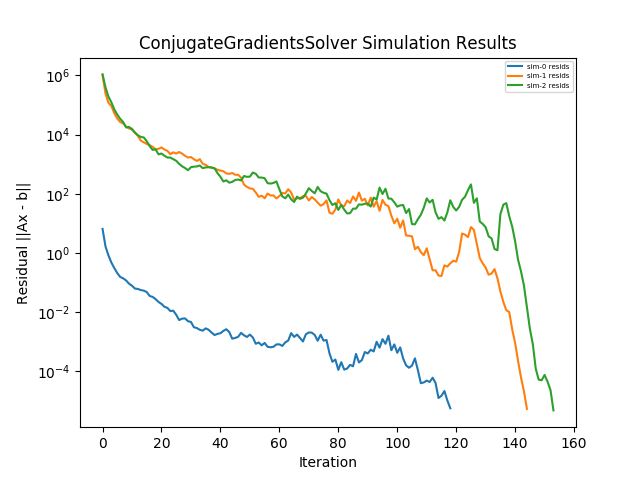 ConjugateGradientsSolver Simulation Results
sim-0 resids
sim-1 resids
sim-2 resids
Residual ||Ax - b||
10^6
10^4
10^2
10^0
10^−2
10^−4
0 20 40 60 80 100 120 140 160
Iteration